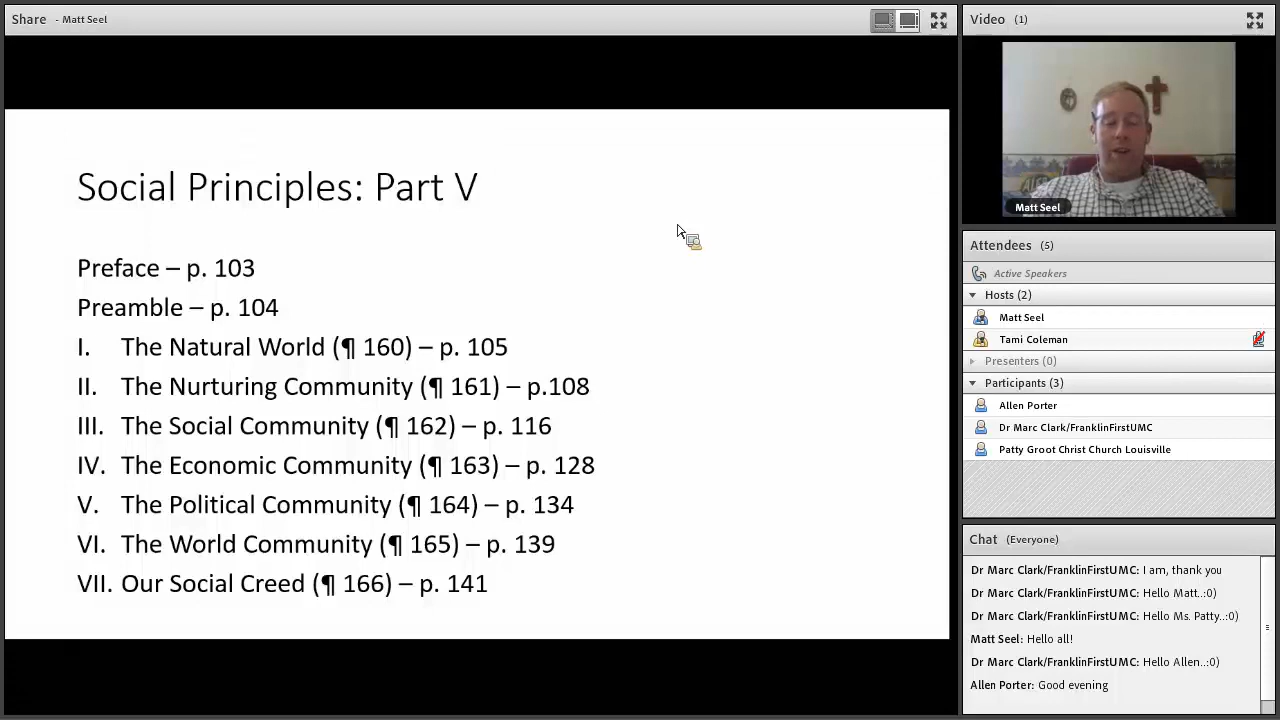 Share - Matt Seel
Social Principles: Part V
Preface – p. 103
Preamble – p. 104
I. The Natural World (¶ 160) – p. 105
II. The Nurturing Community (¶ 161) – p.108
III. The Social Community (¶ 162) – p. 116
IV. The Economic Community (¶ 163) – p. 128
V. The Political Community (¶ 164) – p. 134
VI. The World Community (¶ 165) – p. 139
VII. Our Social Creed (¶ 166) – p. 141
Video (1)
Matt Seel
Attendees (5)
Active Speakers
Hosts (2)
Matt Seel
Tami Coleman
Presenters (0)
Participants (3)
Allen Porter
Dr Marc Clark/FranklinFirstUMC
Patty Groot Christ Church Louisville
Chat (Everyone)
Dr Marc Clark/FranklinFirstUMC: I am, thank you
Dr Marc Clark/FranklinFirstUMC: Hello Matt..:0)
Dr Marc Clark/FranklinFirstUMC: Hello Ms. Patty..:0)
Matt Seel: Hello all!
Dr Marc Clark/FranklinFirstUMC: Hello Allen..:0)
Allen Porter: Good evening